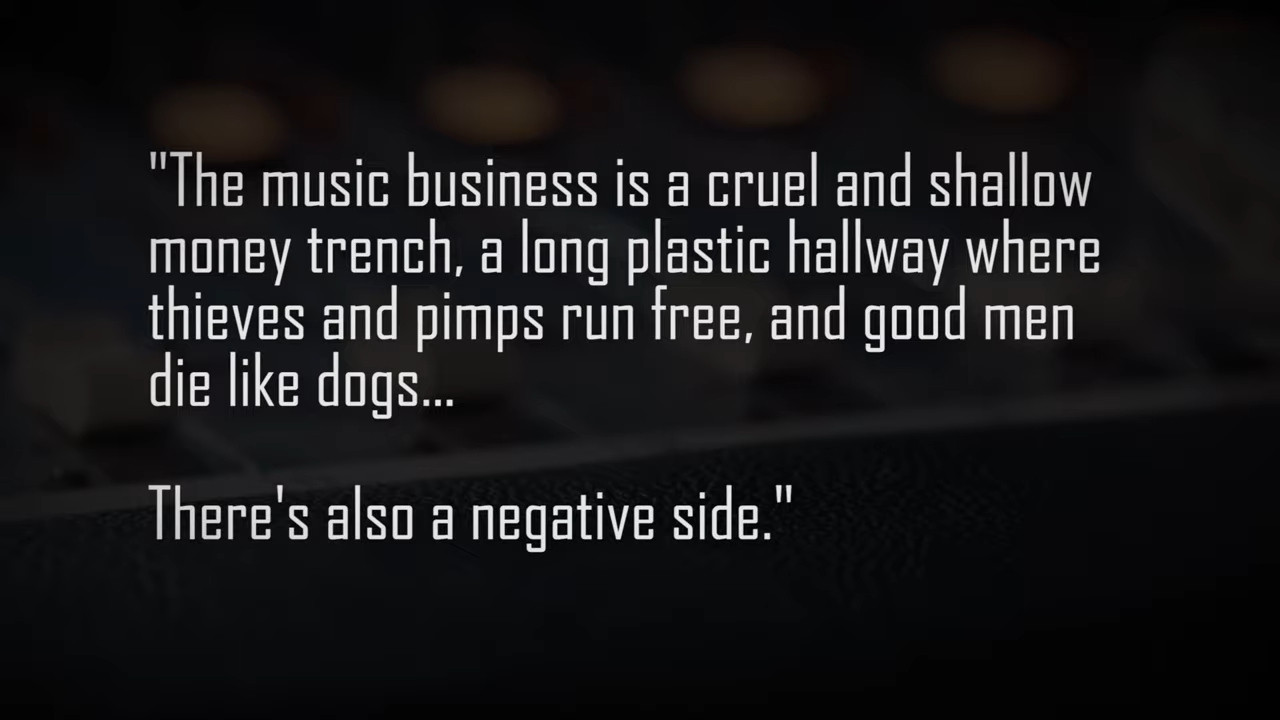 "The music business is a cruel and shallow
money trench, a long plastic hallway where
thieves and pimps run free, and good men
die like dogs...
There's also a negative side."